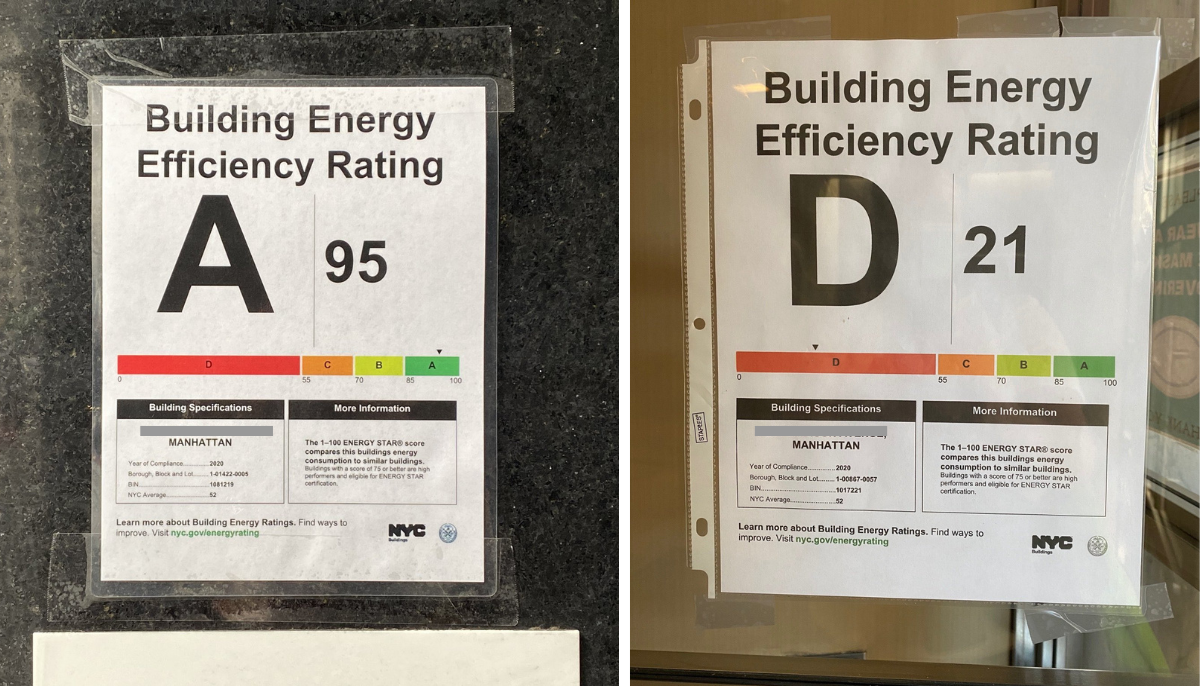 Building Energy
Efficiency Rating
A
95
D
C
B
A
0
55
70
85
100
Building Specifications
MANHATTAN
Year of Compliance 2020
Borough, Block and Lot 1-01422-0005
BIN 1081219
NYC Average 52
More Information
The 1–100 ENERGY STAR® score
compares this buildings energy
consumption to similar buildings.
Buildings with a score of 75 or better are high
performers and eligible for ENERGY STAR
certification.
Learn more about Building Energy Ratings. Find ways to
improve. Visit nyc.gov/energyrating
NYC
Buildings
Building Energy
Efficiency Rating
D
21
D
C
B
A
0
55
70
85
100
STAPLES
Building Specifications
MANHATTAN
Year of Compliance 2020
Borough, Block and Lot 1-00867-0057
BIN 1017221
NYC Average 52
More Information
The 1–100 ENERGY STAR® score
compares this buildings energy
consumption to similar buildings.
Buildings with a score of 75 or better are high
performers and eligible for ENERGY STAR
certification.
Learn more about Building Energy Ratings. Find ways to
improve. Visit nyc.gov/energyrating
NYC
Buildings